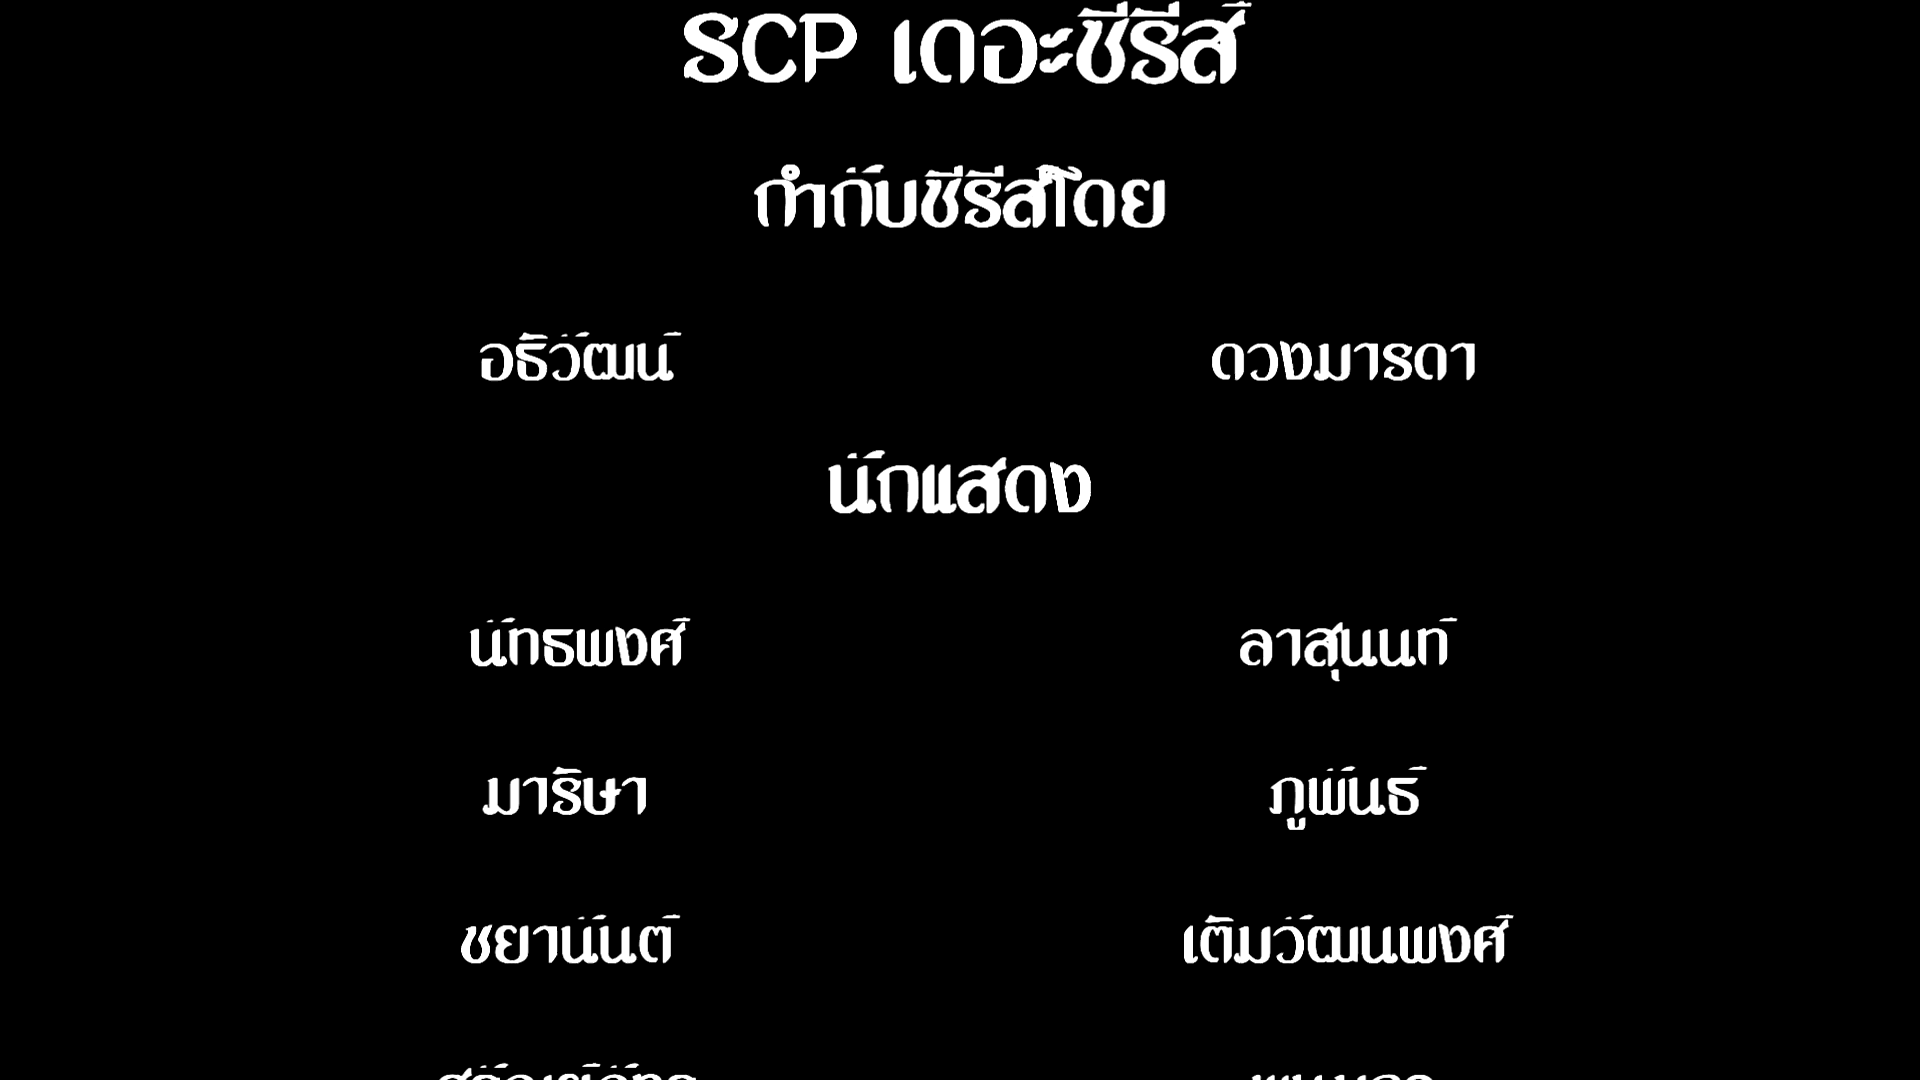 SCP เดอะซีรีส์
กำกับซีรีส์โดย
อธิวัฒน์ ดวงมารดา
นักแสดง
นัทธพงศ์ ลาสุนนท์
มาริษา ภูพันธ์
ชยานันต์ เติมวัฒนพงศ์